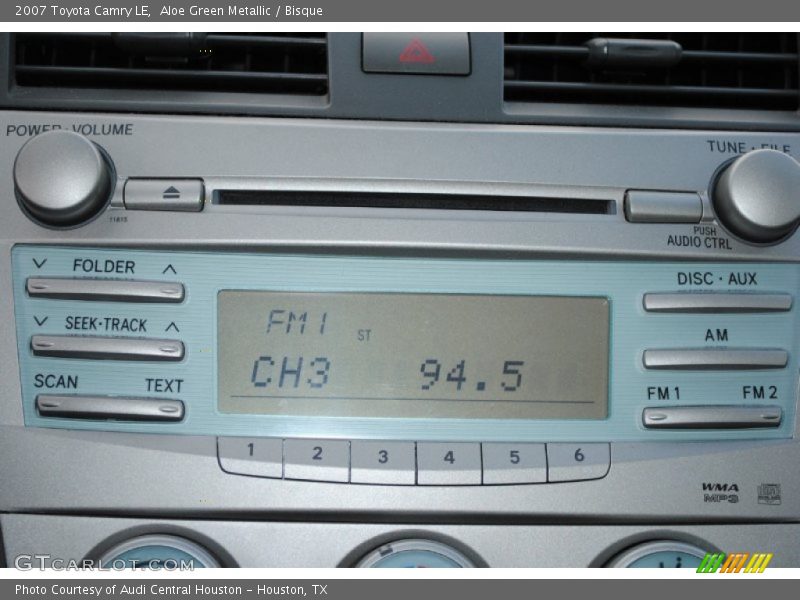 2007 Toyota Camry LE, Aloe Green Metallic / Bisque
POWER · VOLUME
TUNE · FILE
11815
PUSH
AUDIO CTRL
FOLDER
DISC · AUX
SEEK·TRACK
AM
SCAN TEXT
FM 1 FM 2
FM1 ST
CH3 94.5
1 2 3 4 5 6
WMA
MP3
GTcarlot.com
Photo Courtesy of Audi Central Houston - Houston, TX